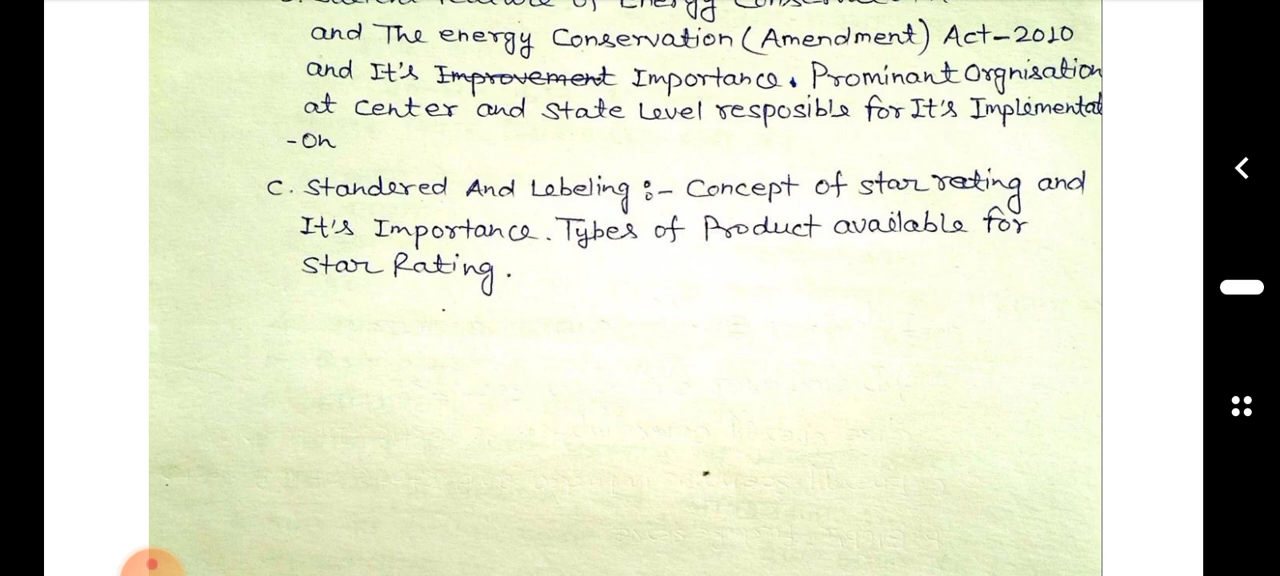 and The energy Conservation (Amendment) Act-2010
and It's Improvement Importance. Prominant Orgnisation
at center and state Level resposible for It's Implementat
-on
C. Standered And Lebeling :- Concept of star reeting and
It's Importance. Types of Product available for
Star Rating.